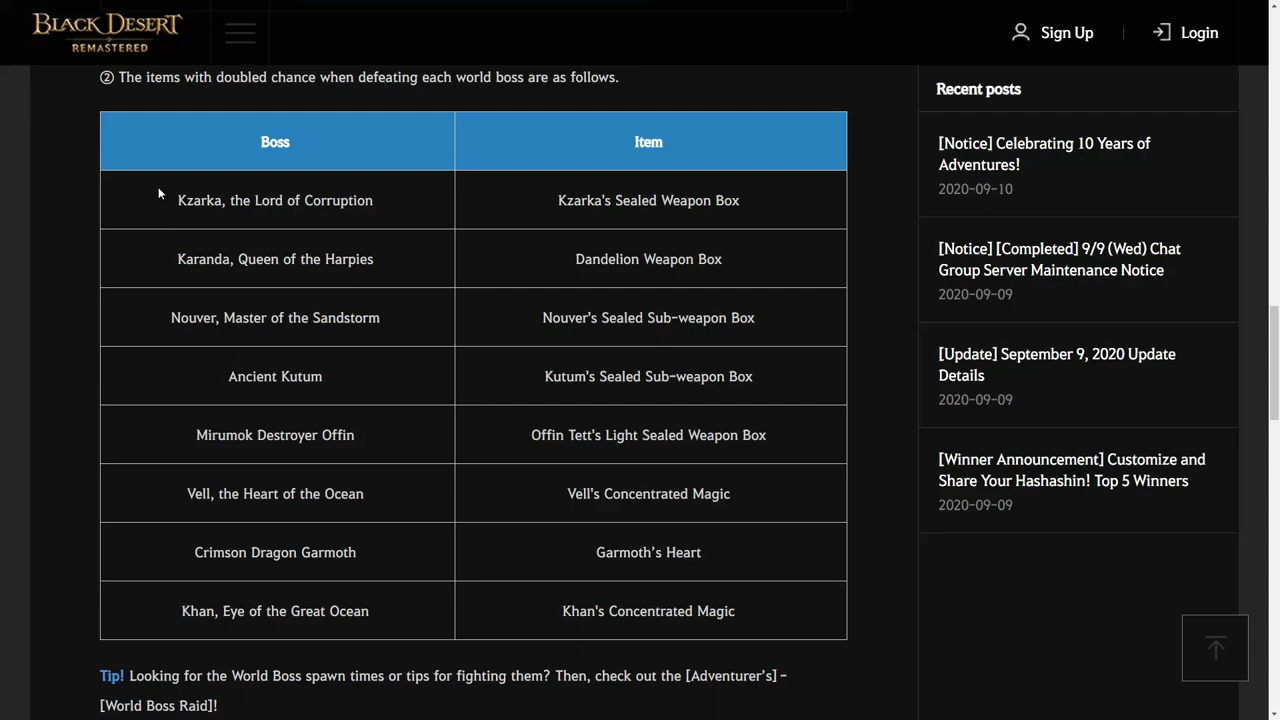 BLACK DESERT
REMASTERED
Sign Up
Login
② The items with doubled chance when defeating each world boss are as follows.
Boss
Item
Kzarka, the Lord of Corruption
Kzarka's Sealed Weapon Box
Karanda, Queen of the Harpies
Dandelion Weapon Box
Nouver, Master of the Sandstorm
Nouver's Sealed Sub-weapon Box
Ancient Kutum
Kutum's Sealed Sub-weapon Box
Mirumok Destroyer Offin
Offin Tett's Light Sealed Weapon Box
Vell, the Heart of the Ocean
Vell's Concentrated Magic
Crimson Dragon Garmoth
Garmoth’s Heart
Khan, Eye of the Great Ocean
Khan's Concentrated Magic
Tip! Looking for the World Boss spawn times or tips for fighting them? Then, check out the [Adventurer’s] -
[World Boss Raid]!
Recent posts
[Notice] Celebrating 10 Years of
Adventures!
2020-09-10
[Notice] [Completed] 9/9 (Wed) Chat
Group Server Maintenance Notice
2020-09-09
[Update] September 9, 2020 Update
Details
2020-09-09
[Winner Announcement] Customize and
Share Your Hashashin! Top 5 Winners
2020-09-09